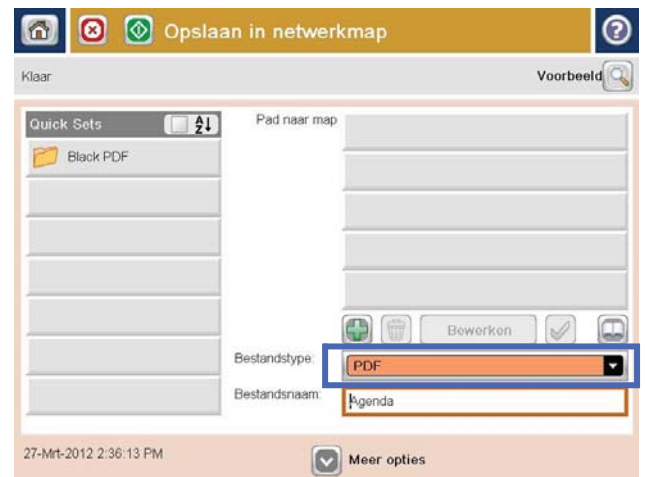 Opslaan in netwerkmap
Klaar
Voorbeeld
Quick Sets
Pad naar map
Black PDF
Bewerken
Bestandstype:
PDF
Bestandsnaam:
Agenda
27-Mrt-2012 2:36:13 PM
Meer opties